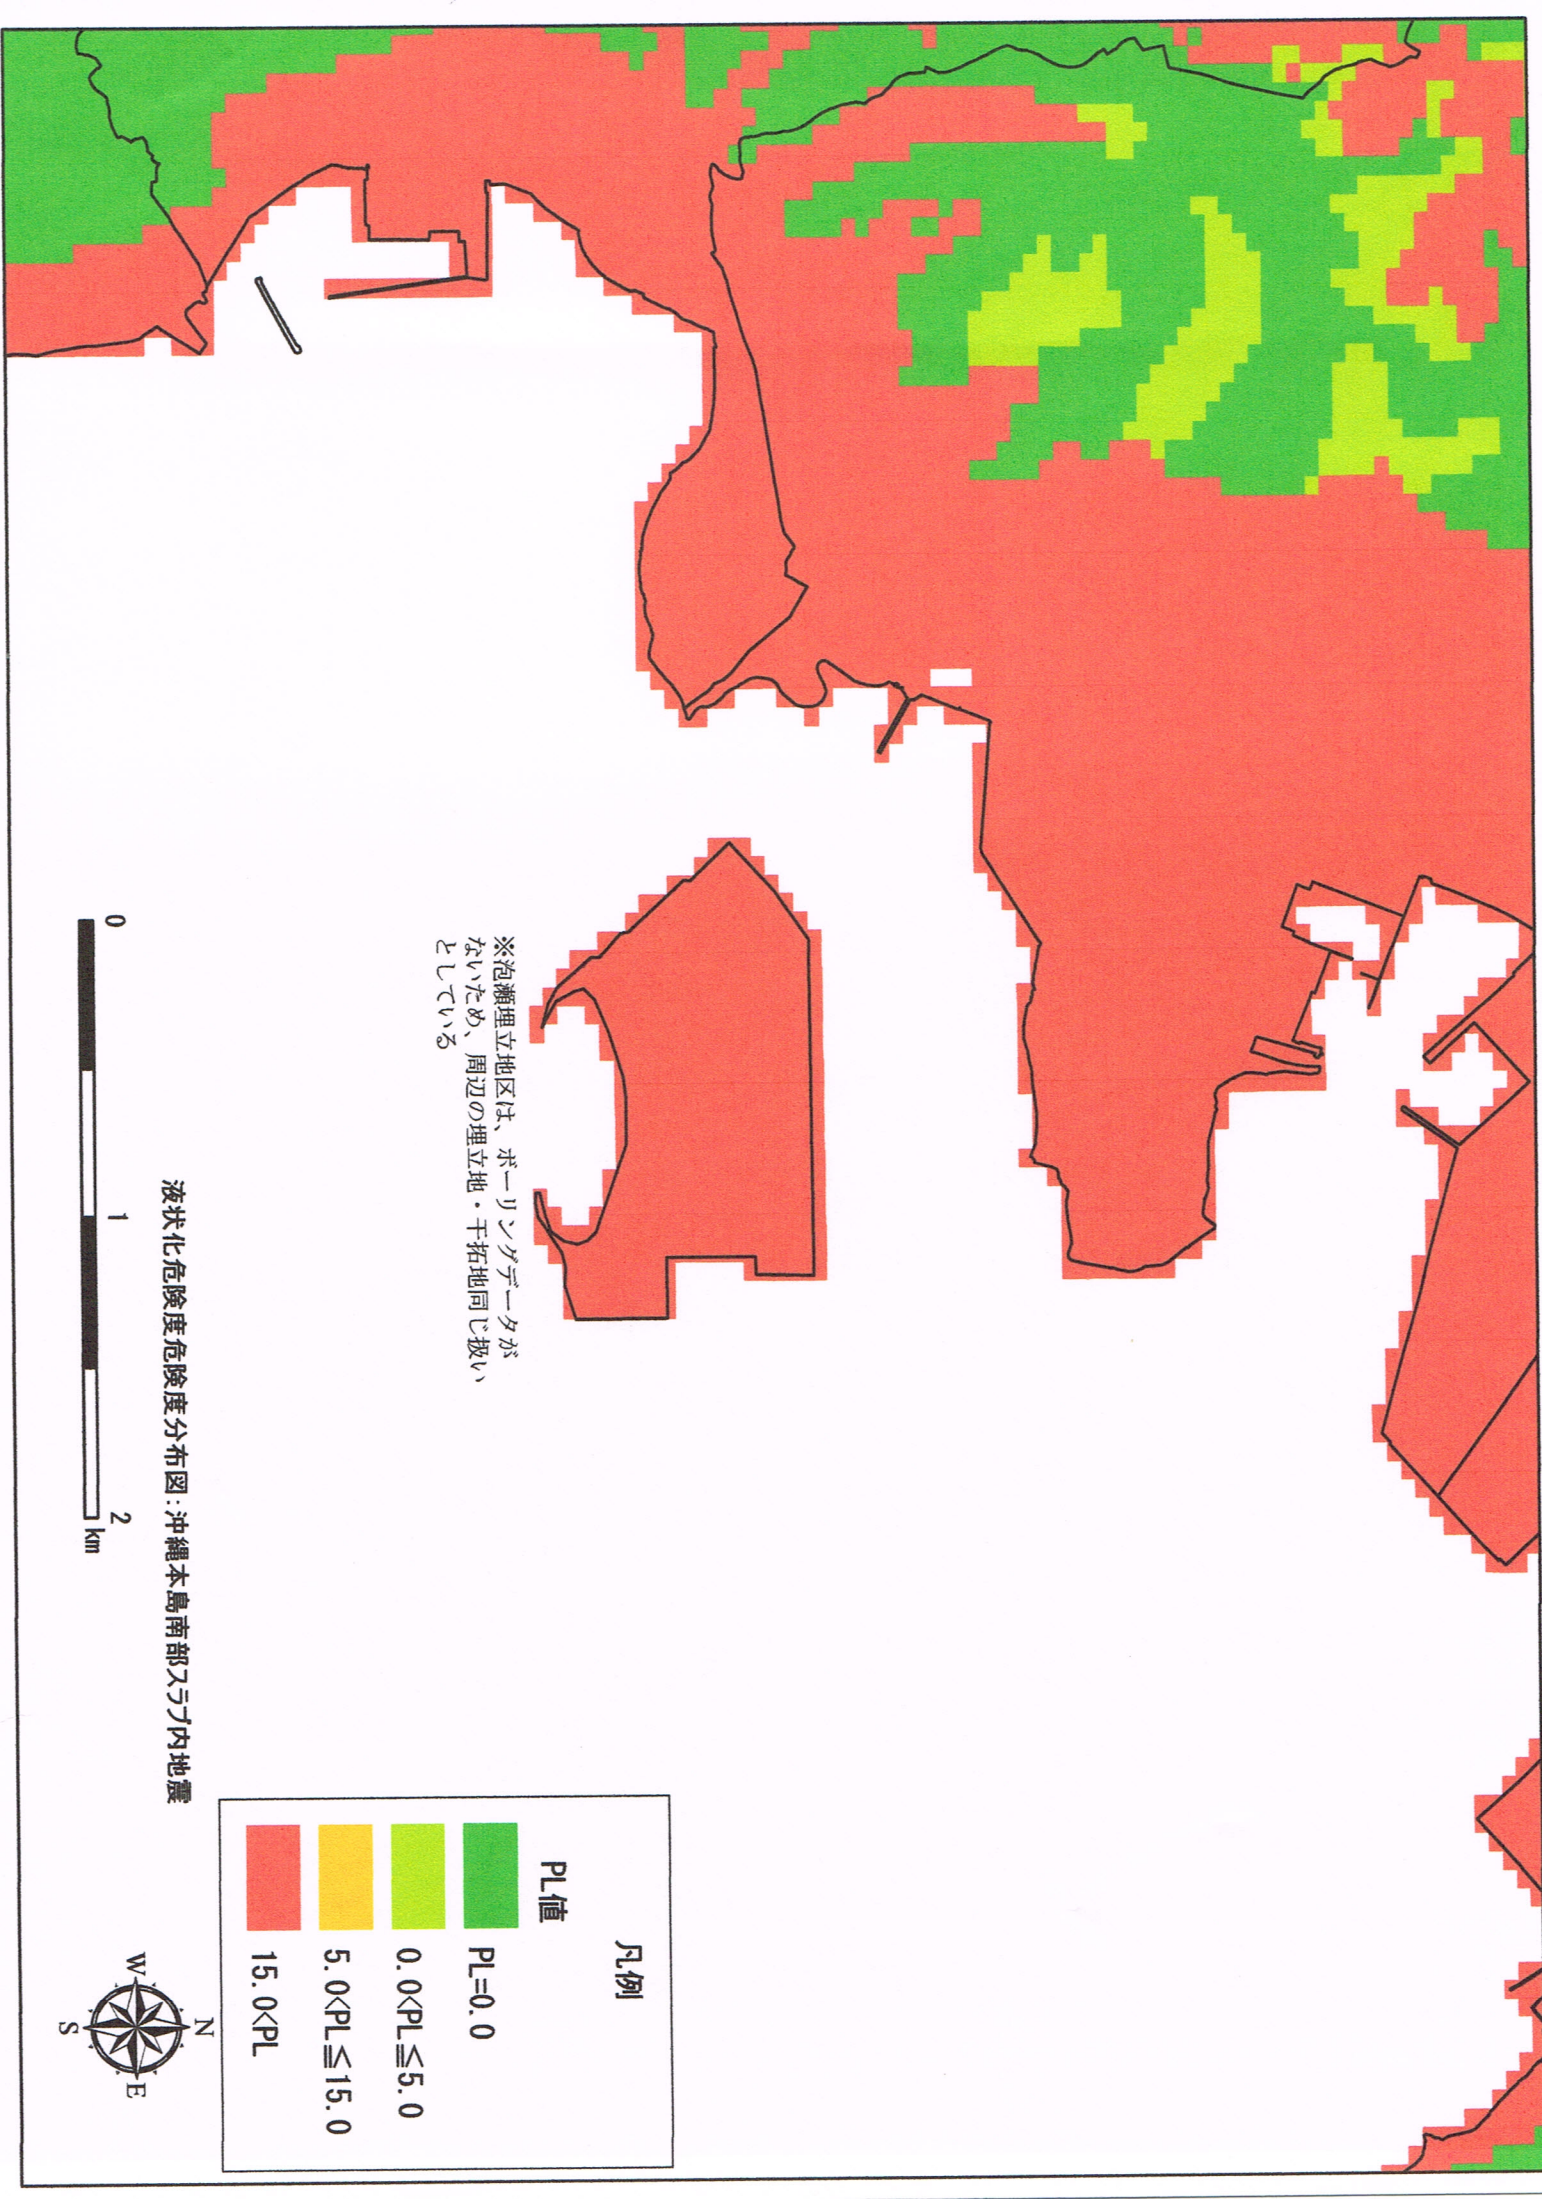 ※泡瀬埋立地区は、ボーリングデータが
ないため、周辺の埋立地・干拓地同じ扱い
としている
凡例
PL値
PL=0.0
0.0<PL≦5.0
5.0<PL≦15.0
15.0<PL
液状化危険度危険度分布図：沖縄本島南部スラブ内地震
0
1
2
km
N
W
E
S